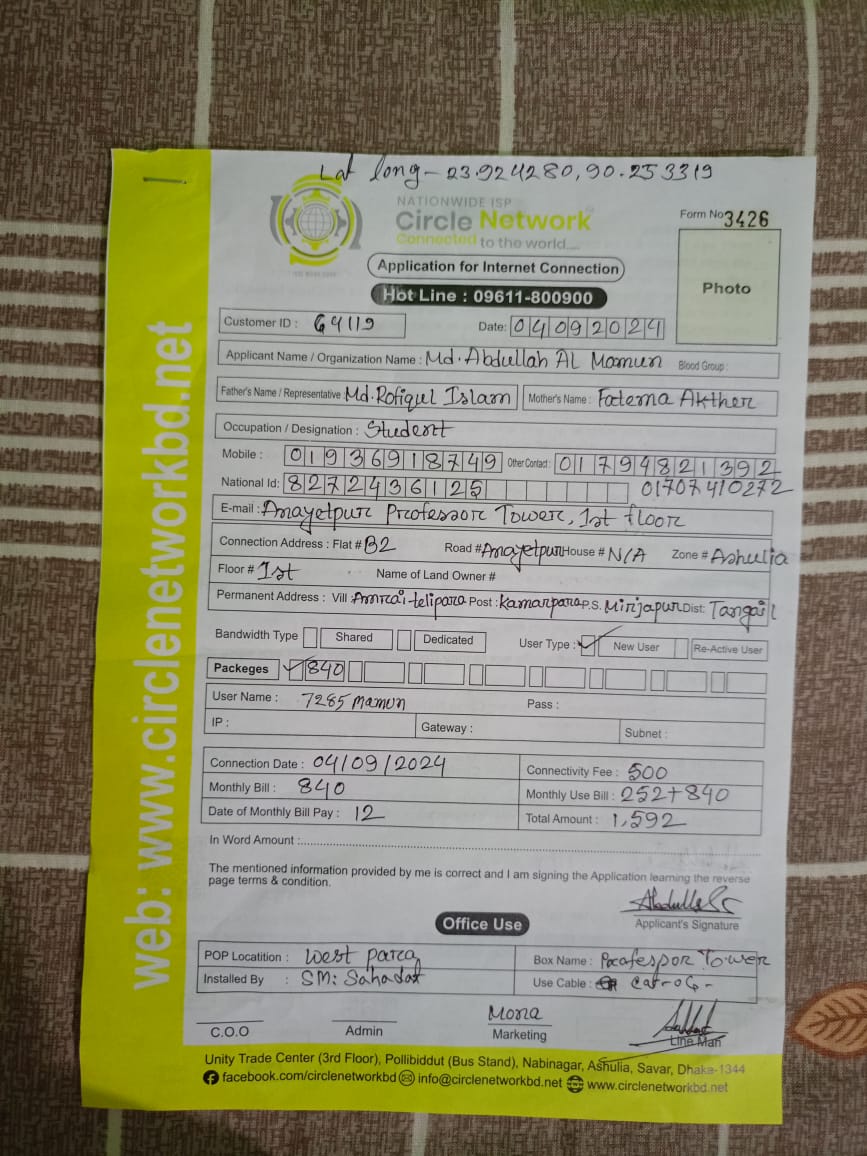 Lat long - 23.924280, 90.253319
NATIONWIDE ISP
Circle Network
Connected to the world....
Form No 3426
Application for Internet Connection
Photo
Hot Line : 09611-800900
Customer ID : 64119
Date: 04092024
Applicant Name / Organization Name : Md. Abdullah AL Mamun Blood Group :
Father's Name / Representative Md. Rofiqul Islam Mother's Name : Fatema Akther
Occupation / Designation : Student
Mobile : 01936918749 Other Contact : 01794821392
National Id: 8272436125 01707410272
E-mail : Anayetpur Professor Tower, 1st floor
Connection Address : Flat # B2 Road # Anayetpur House # N/A Zone # Ashulia
Floor # 1st Name of Land Owner #
Permanent Address : Vill : Amrai telipara Post : Kamarpara P.S. Mirjapur Dist: Tangail
Bandwidth Type Shared Dedicated User Type : New User Re-Active User
Packeges 840
User Name : 7285 mamun Pass :
IP : Gateway : Subnet :
Connection Date : 04/09/2024 Connectivity Fee : 500
Monthly Bill : 840 Monthly Use Bill : 252+840
Date of Monthly Bill Pay : 12 Total Amount : 1,592
In Word Amount :
The mentioned information provided by me is correct and I am signing the Application learning the reverse
page terms & condition.
Applicant's Signature
Office Use
POP Locatition : West parca Box Name : Pocafespor Tower
Installed By : SM: Sahadat Use Cable :
Mona
C.O.O Admin Marketing Line Man
Unity Trade Center (3rd Floor), Pollibiddut (Bus Stand), Nabinagar, Ashulia, Savar, Dhaka-1344
facebook.com/circlenetworkbd info@circlenetworkbd.net www.circlenetworkbd.net
web: www.circlenetworkbd.net